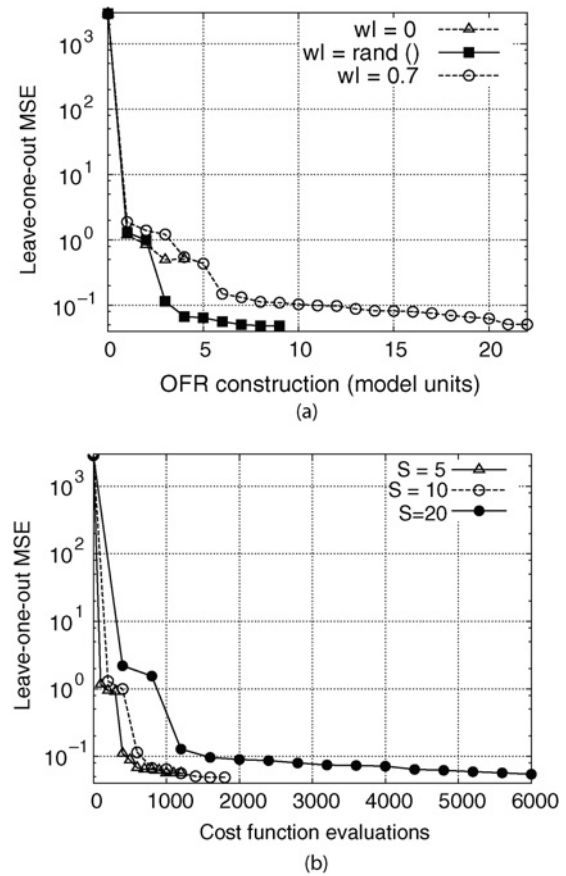 10³
10²
10¹
10⁰
10⁻¹
Leave-one-out MSE
wl = 0
wl = rand ()
wl = 0.7
0 5 10 15 20
OFR construction (model units)
(a)
10³
10²
10¹
10⁰
10⁻¹
Leave-one-out MSE
S = 5
S = 10
S=20
0 1000 2000 3000 4000 5000 6000
Cost function evaluations
(b)